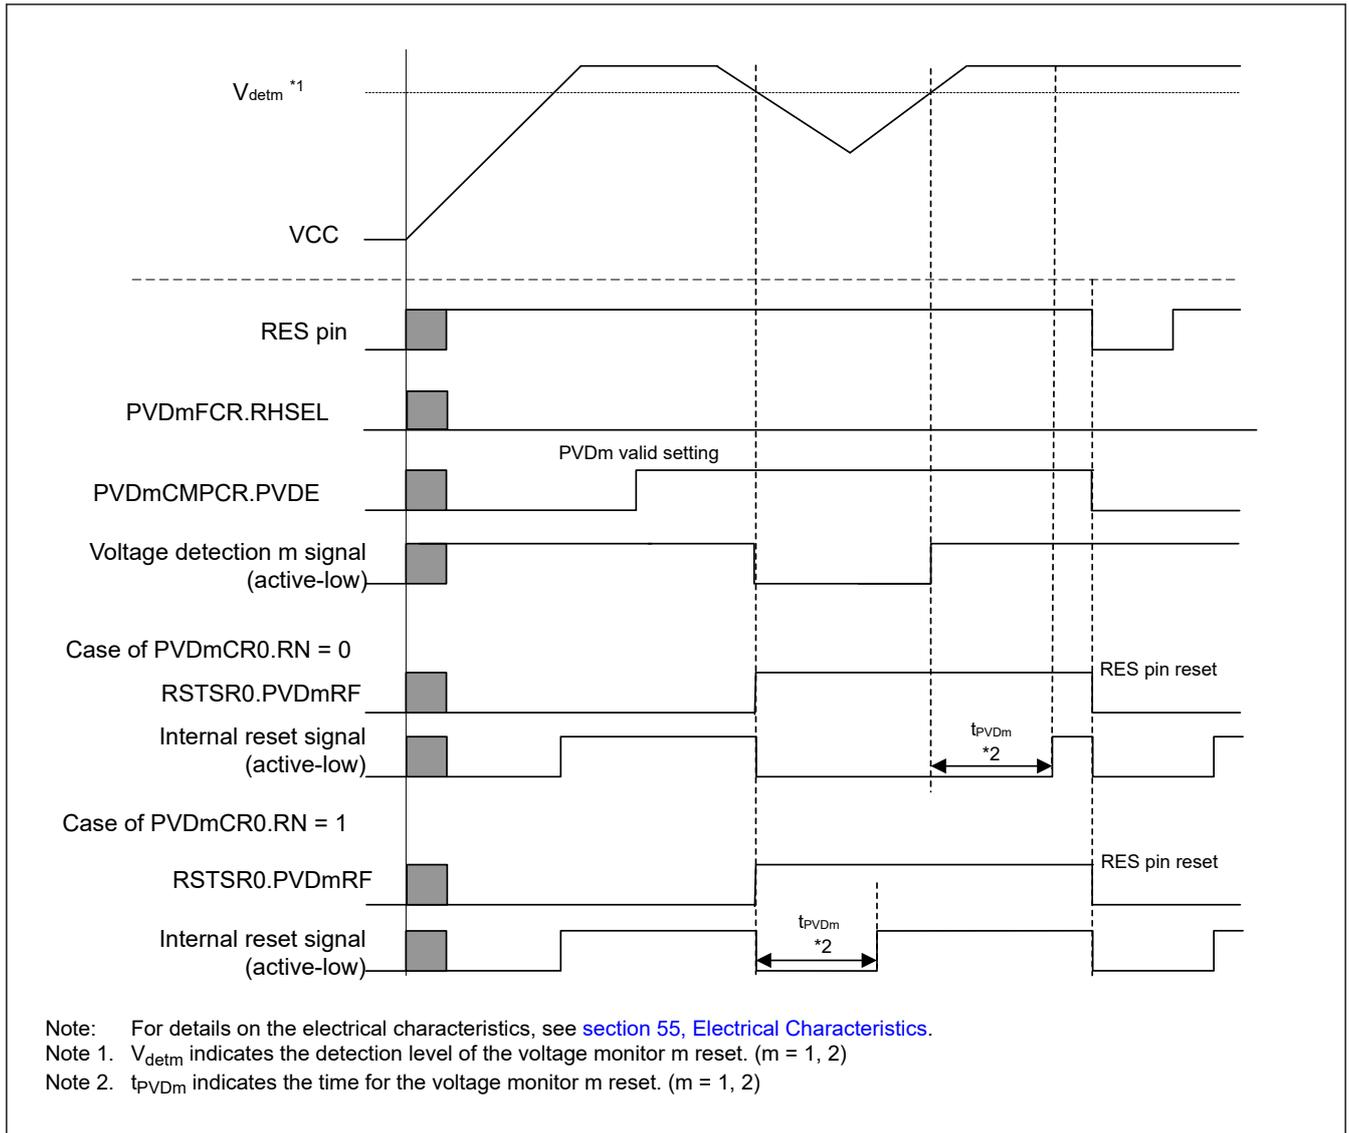 Vdetm *1
VCC
RES pin
PVDmFCR.RHSEL
PVDm valid setting
PVDmCMPCR.PVDE
Voltage detection m signal
(active-low)
Case of PVDmCR0.RN = 0
RES pin reset
RSTSR0.PVDmRF
Internal reset signal
(active-low)
tPVDm
*2
Case of PVDmCR0.RN = 1
RES pin reset
RSTSR0.PVDmRF
Internal reset signal
(active-low)
tPVDm
*2
Note: For details on the electrical characteristics, see section 55, Electrical Characteristics.
Note 1. Vdetm indicates the detection level of the voltage monitor m reset. (m = 1, 2)
Note 2. tPVDm indicates the time for the voltage monitor m reset. (m = 1, 2)